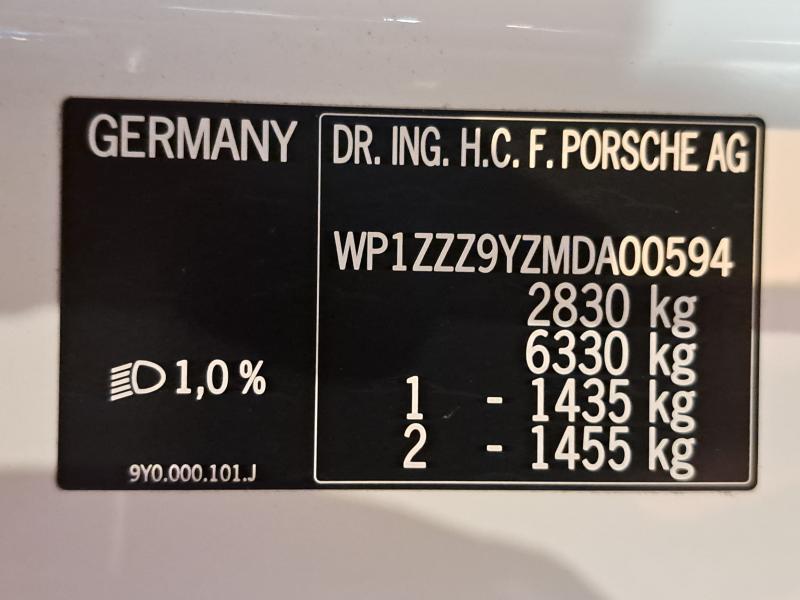 GERMANY
DR. ING. H.C. F. PORSCHE AG
WP1ZZZ9YZMDA00594
2830 kg
6330 kg
1 - 1435 kg
2 - 1455 kg
1,0 %
9Y0.000.101.J